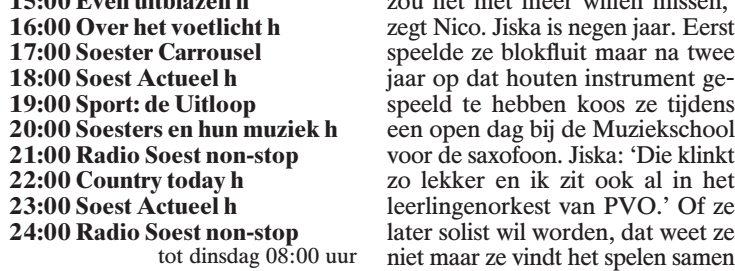 15:00 Even uitblazen h
16:00 Over het voetlicht h
17:00 Soester Carrousel
18:00 Soest Actueel h
19:00 Sport: de Uitloop
20:00 Soesters en hun muziek h
21:00 Radio Soest non-stop
22:00 Country today h
23:00 Soest Actueel h
24:00 Radio Soest non-stop
tot dinsdag 08:00 uur
zou het niet meer willen missen,’
zegt Nico. Jiska is negen jaar. Eerst
speelde ze blokfluit maar na twee
jaar op dat houten instrument ge-
speeld te hebben koos ze tijdens
een open dag bij de Muziekschool
voor de saxofoon. Jiska: ‘Die klinkt
zo lekker en ik zit ook al in het
leerlingenorkest van PVO.’ Of ze
later solist wil worden, dat weet ze
niet maar ze vindt het spelen samen